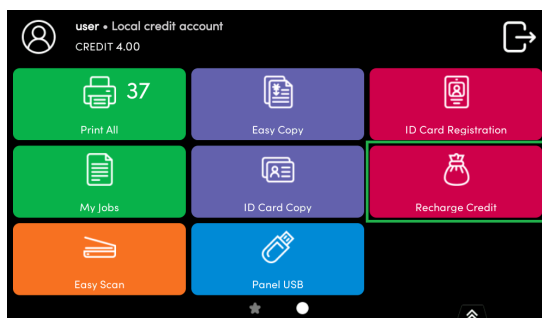 user • Local credit account
CREDIT 4.00
37
Print All
Easy Copy
ID Card Registration
My Jobs
ID Card Copy
Recharge Credit
Easy Scan
Panel USB